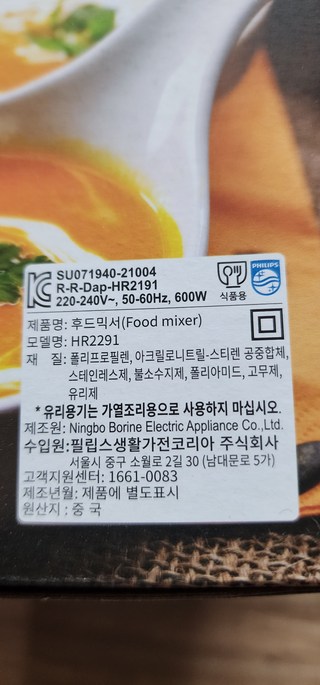 SU071940-21004
R-R-Dap-HR2191
220-240V~, 50-60Hz, 600W
식품용
PHILIPS
제품명: 후드믹서(Food mixer)
모델명: HR2291
재 질: 폴리프로필렌, 아크릴로니트릴-스티렌 공중합체,
스테인레스제, 불소수지제, 폴리아미드, 고무제,
유리제
* 유리용기는 가열조리용으로 사용하지 마십시오.
제조원: Ningbo Borine Electric Appliance Co.,Ltd.
수입원:필립스생활가전코리아 주식회사
서울시 중구 소월로 2길 30 (남대문로 5가)
고객지원센터: 1661-0083
제조년월: 제품에 별도표시
원산지 : 중 국